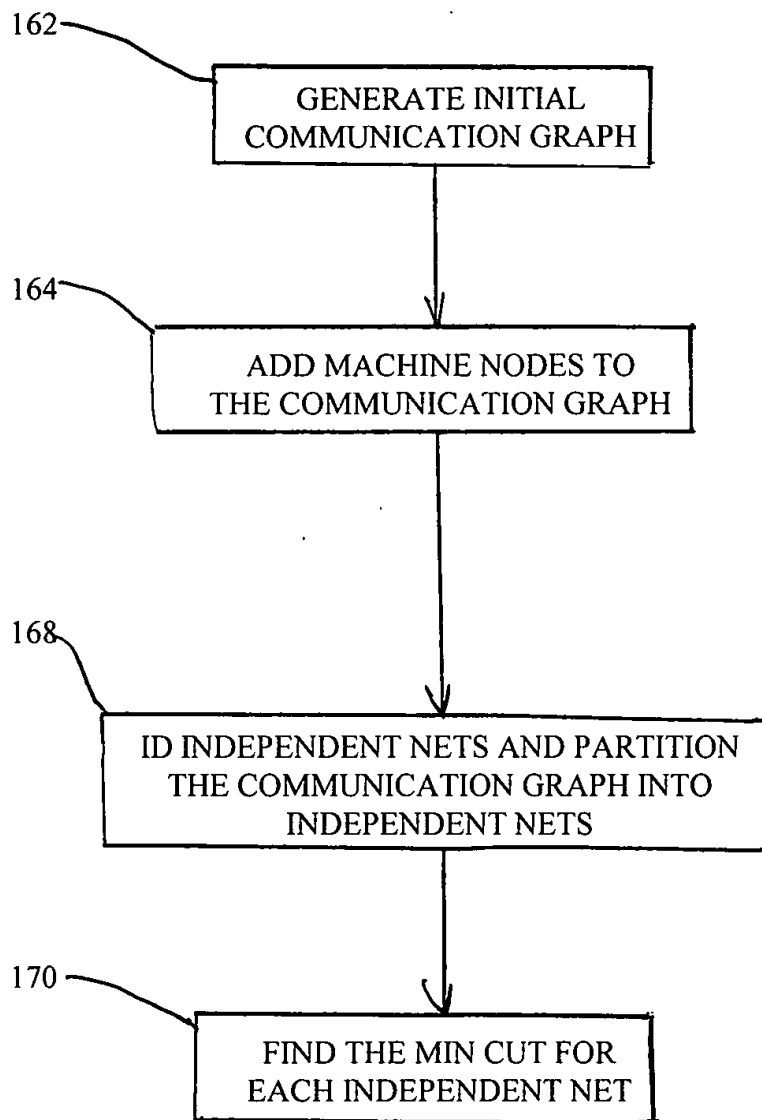 162
GENERATE INITIAL
COMMUNICATION GRAPH
164
ADD MACHINE NODES TO
THE COMMUNICATION GRAPH
168
ID INDEPENDENT NETS AND PARTITION
THE COMMUNICATION GRAPH INTO
INDEPENDENT NETS
170
FIND THE MIN CUT FOR
EACH INDEPENDENT NET